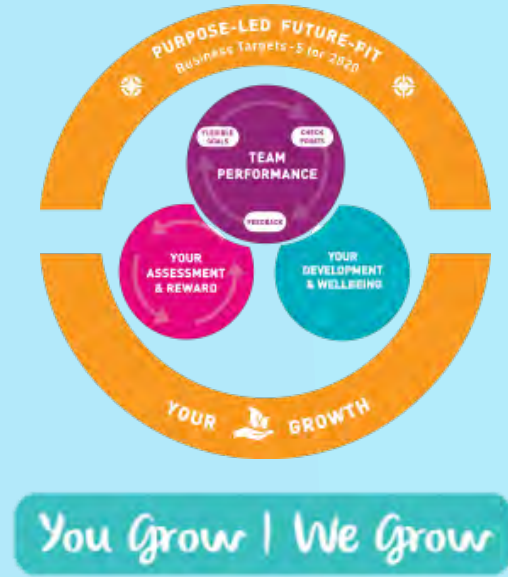 PURPOSE-LED FUTURE-FIT
Business Targets - 5 for 2020
FLEXIBLE
GOALS
CHECK
POINTS
TEAM
PERFORMANCE
FEEDBACK
YOUR
ASSESSMENT
& REWARD
YOUR
DEVELOPMENT
& WELLBEING
YOUR GROWTH
You Grow | We Grow